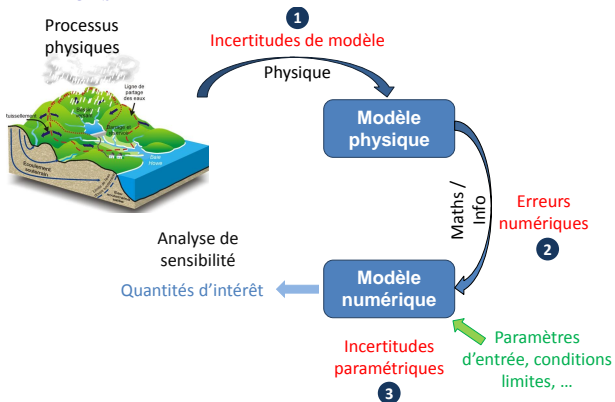 1
Processus
physiques
Incertitudes de modèle
Physique
Ligne de
partage
des eaux
Modèle
physique
Maths /
Info
Erreurs
numériques
2
Analyse de
sensibilité
Quantités d'intérêt
Modèle
numérique
Incertitudes
paramétriques
3
Paramètres
d'entrée, conditions
limites, …